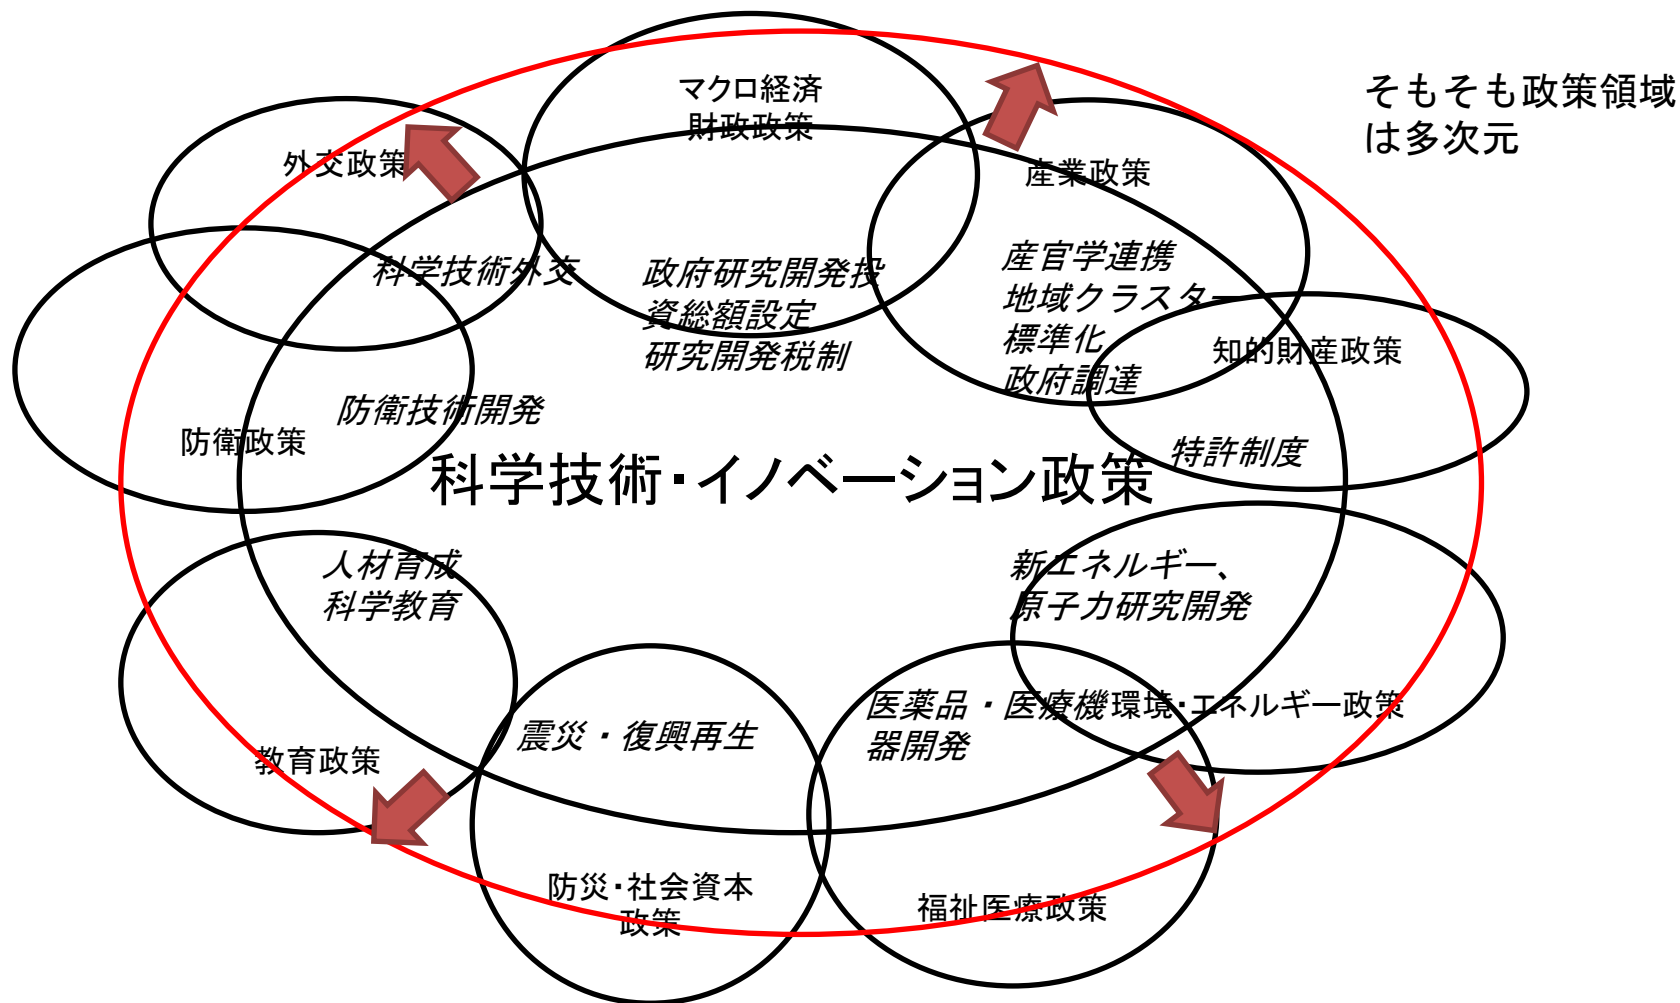 そもそも政策領域
は多次元
マクロ経済
財政政策
外交政策
産業政策
科学技術外交
政府研究開発投
資総額設定
研究開発税制
産官学連携
地域クラスター
標準化
政府調達
知的財産政策
防衛技術開発
防衛政策
特許制度
科学技術・イノベーション政策
人材育成
科学教育
新エネルギー、
原子力研究開発
医薬品・医療機
器開発
環境・エネルギー政策
震災・復興再生
教育政策
防災・社会資本
政策
福祉医療政策